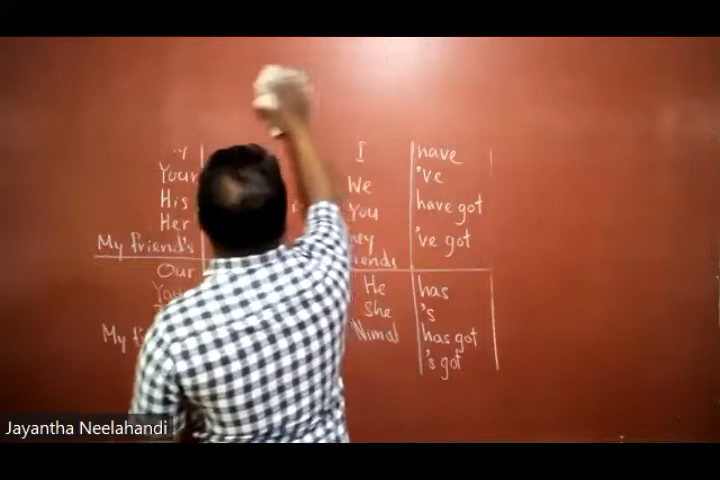 I have
Your 've
His We have got
Her You 've got
My friend's
Our He has
She 's
Nimal has got
's got
Jayantha Neelahandi